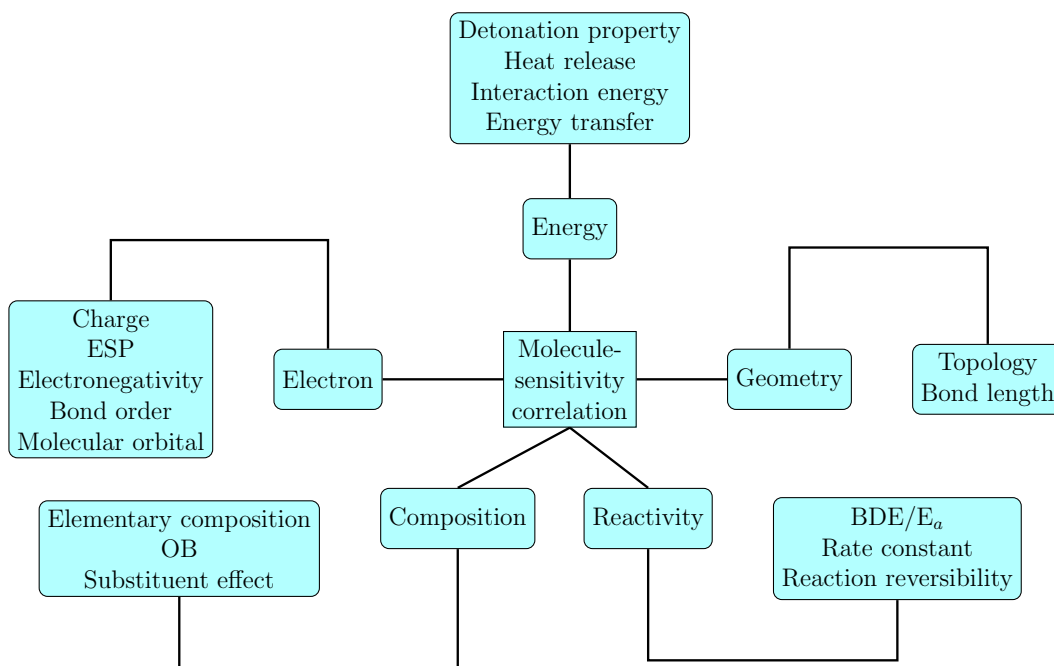 Detonation property
Heat release
Interaction energy
Energy transfer
Energy
Charge
ESP
Electronegativity
Bond order
Molecular orbital
Electron
Molecule-
sensitivity
correlation
Geometry
Topology
Bond length
Elementary composition
OB
Substituent effect
Composition
Reactivity
BDE/Eₐ
Rate constant
Reaction reversibility